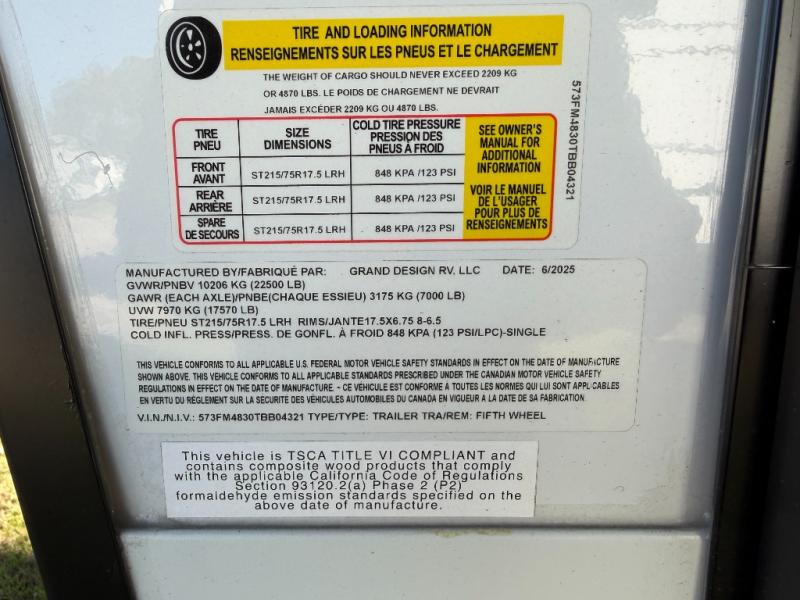 TIRE AND LOADING INFORMATION
RENSEIGNEMENTS SUR LES PNEUS ET LE CHARGEMENT
THE WEIGHT OF CARGO SHOULD NEVER EXCEED 2209 KG
OR 4870 LBS. LE POIDS DE CHARGEMENT NE DEVRAIT
JAMAIS EXCÉDER 2209 KG OU 4870 LBS.
TIRE
PNEU
SIZE
DIMENSIONS
COLD TIRE PRESSURE
PRESSION DES
PNEUS À FROID
FRONT
AVANT
ST215/75R17.5 LRH
848 KPA /123 PSI
REAR
ARRIÈRE
ST215/75R17.5 LRH
848 KPA /123 PSI
SPARE
DE SECOURS
ST215/75R17.5 LRH
848 KPA /123 PSI
SEE OWNER'S
MANUAL FOR
ADDITIONAL
INFORMATION
VOIR LE MANUEL
DE L'USAGER
POUR PLUS DE
RENSEIGNEMENTS
573FM4830TBB04321
MANUFACTURED BY/FABRIQUÉ PAR: GRAND DESIGN RV, LLC DATE: 6/2025
GVWR/PNBV 10206 KG (22500 LB)
GAWR (EACH AXLE)/PNBE(CHAQUE ESSIEU) 3175 KG (7000 LB)
UVW 7970 KG (17570 LB)
TIRE/PNEU ST215/75R17.5 LRH RIMS/JANTE17.5X6.75 8-6.5
COLD INFL. PRESS/PRESS. DE GONFL. À FROID 848 KPA (123 PSI/LPC)-SINGLE
THIS VEHICLE CONFORMS TO ALL APPLICABLE U.S. FEDERAL MOTOR VEHICLE SAFETY STANDARDS IN EFFECT ON THE DATE OF MANUFACTURE
SHOWN ABOVE. THIS VEHICLE CONFORMS TO ALL APPLICABLE STANDARDS PRESCRIBED UNDER THE CANADIAN MOTOR VEHICLE SAFETY
REGULATIONS IN EFFECT ON THE DATE OF MANUFACTURE. - CE VÉHICULE EST CONFORME À TOUTES LES NORMES QUI LUI SONT APPLICABLES
EN VERTU DU RÉGLEMENT SUR LA SÉCURITÉ DES VÉHICULES AUTOMOBILES DU CANADA EN VIGUEUR A LA DATE DE SA FABRICATION.
V.I.N./N.I.V.: 573FM4830TBB04321 TYPE/TYPE: TRAILER TRA/REM: FIFTH WHEEL
This vehicle is TSCA TITLE VI COMPLIANT and
contains composite wood products that comply
with the applicable California Code of Regulations
Section 93120.2(a) Phase 2 (P2)
formaldehyde emission standards specified on the
above date of manufacture.